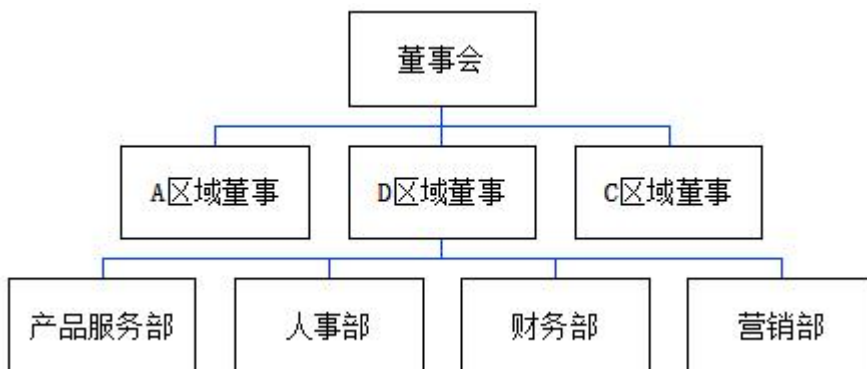 董事会
A区域董事
D区域董事
C区域董事
产品服务部
人事部
财务部
营销部